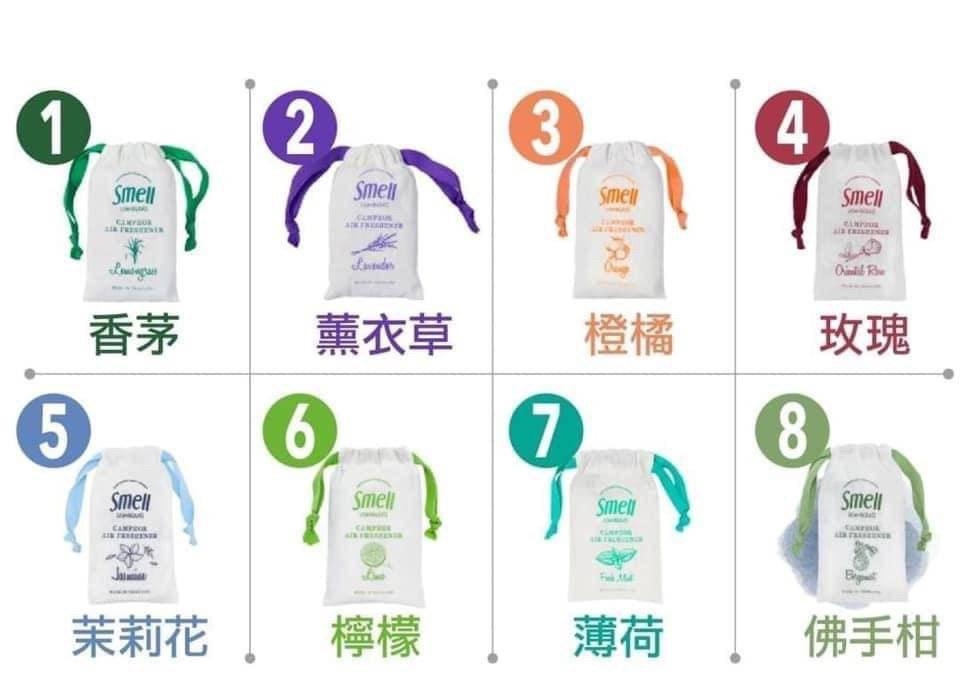 1
Smell
LEMONGRASS
CAMPHOR
AIR FRESHENER
Lemongrass
香茅
2
Smell
CAMPHOR
AIR FRESHENER
Lavender
薰衣草
3
Smell
CAMPHOR
AIR FRESHENER
Orange
橙橘
4
Smell
CAMPHOR
AIR FRESHENER
Oriental Rose
玫瑰
5
Smell
CAMPHOR
AIR FRESHENER
Jasmine
茉莉花
6
Smell
CAMPHOR
AIR FRESHENER
Lime
檸檬
7
Smell
CAMPHOR
AIR FRESHENER
Fresh Mint
薄荷
8
Smell
CAMPHOR
AIR FRESHENER
Bergamot
佛手柑